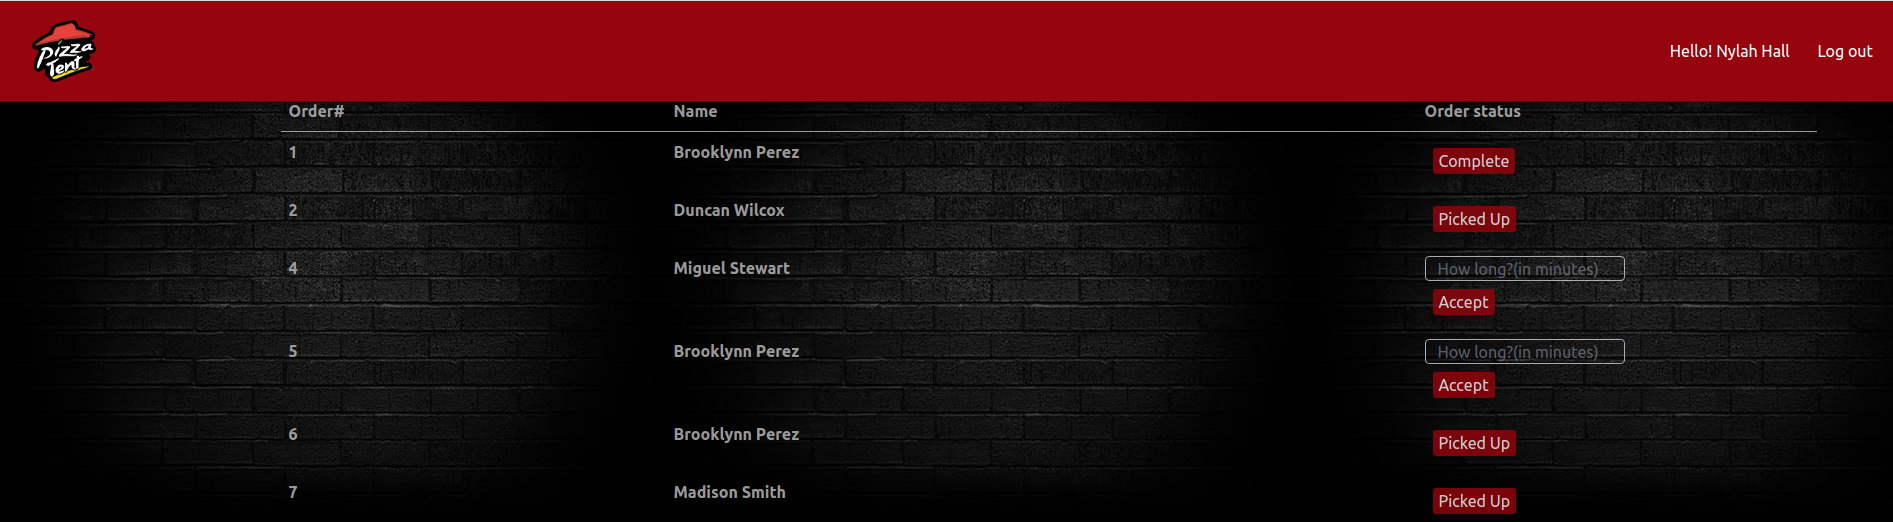 Pizza
Tent
Hello! Nylah Hall Log out
Order# Name Order status
1 Brooklynn Perez Complete
2 Duncan Wilcox Picked Up
4 Miguel Stewart How long?(in minutes)
Accept
5 Brooklynn Perez How long?(in minutes)
Accept
6 Brooklynn Perez Picked Up
7 Madison Smith Picked Up